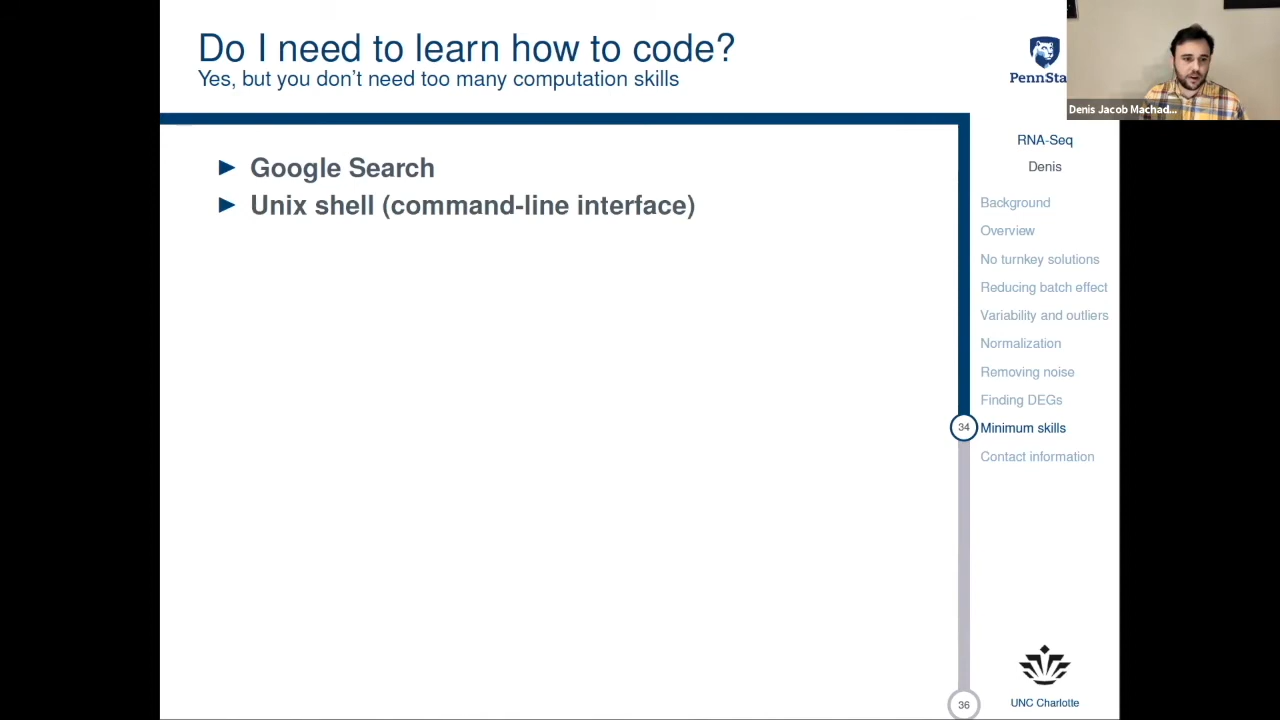 Do I need to learn how to code?
Yes, but you don't need too many computation skills
► Google Search
► Unix shell (command-line interface)
PennSta
Denis Jacob Machad...
RNA-Seq
Denis
Background
Overview
No turnkey solutions
Reducing batch effect
Variability and outliers
Normalization
Removing noise
Finding DEGs
34
Minimum skills
Contact information
36
UNC Charlotte